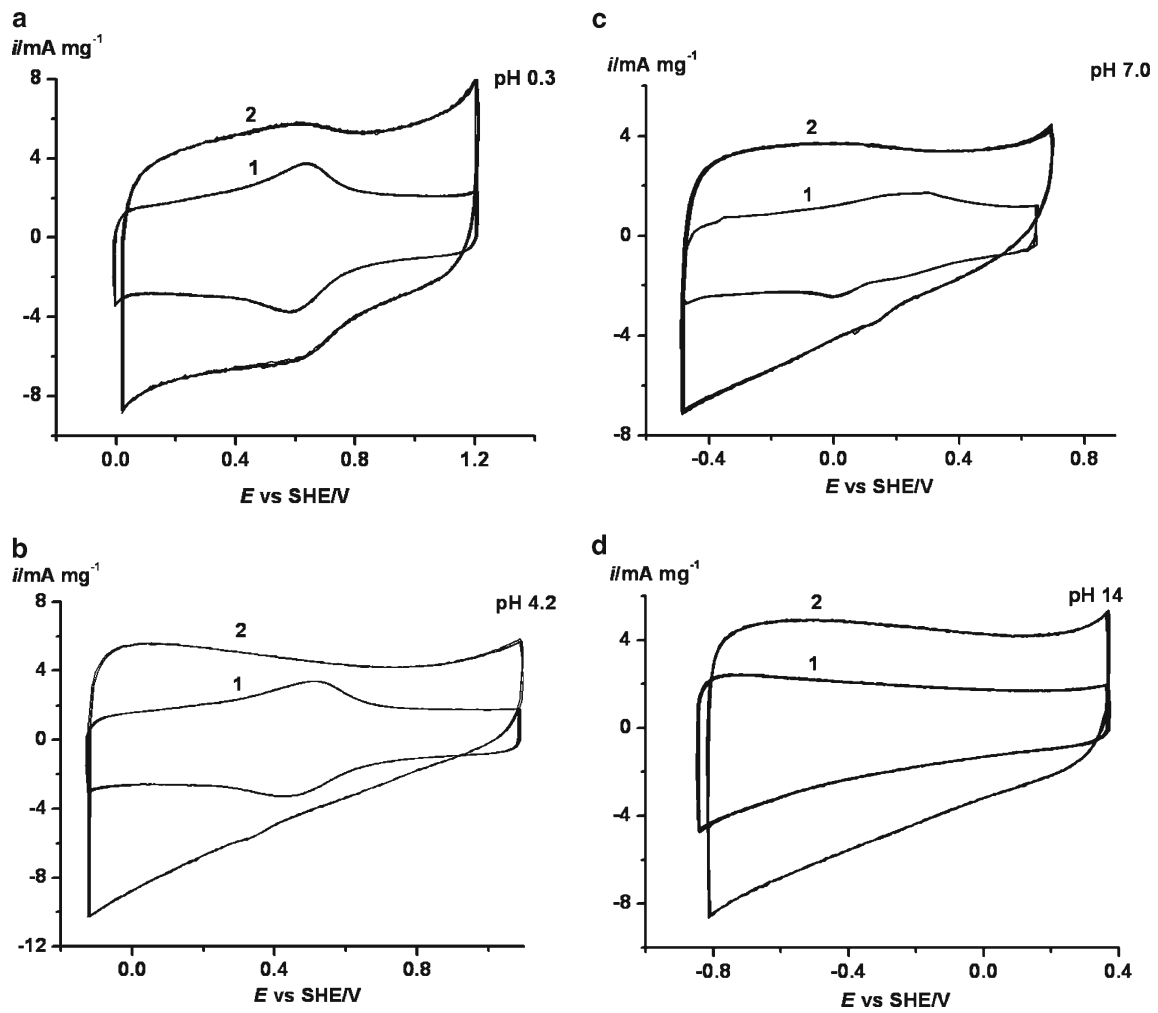 a
i/mA mg⁻¹
pH 0.3
8
4
0
-4
-8
2
1
0.0 0.4 0.8 1.2
E vs SHE/V
c
i/mA mg⁻¹
pH 7.0
4
0
-4
-8
2
1
-0.4 0.0 0.4 0.8
E vs SHE/V
b
i/mA mg⁻¹
pH 4.2
8
4
0
-4
-8
-12
2
1
0.0 0.4 0.8
E vs SHE/V
d
i/mA mg⁻¹
pH 14
4
0
-4
-8
2
1
-0.8 -0.4 0.0 0.4
E vs SHE/V